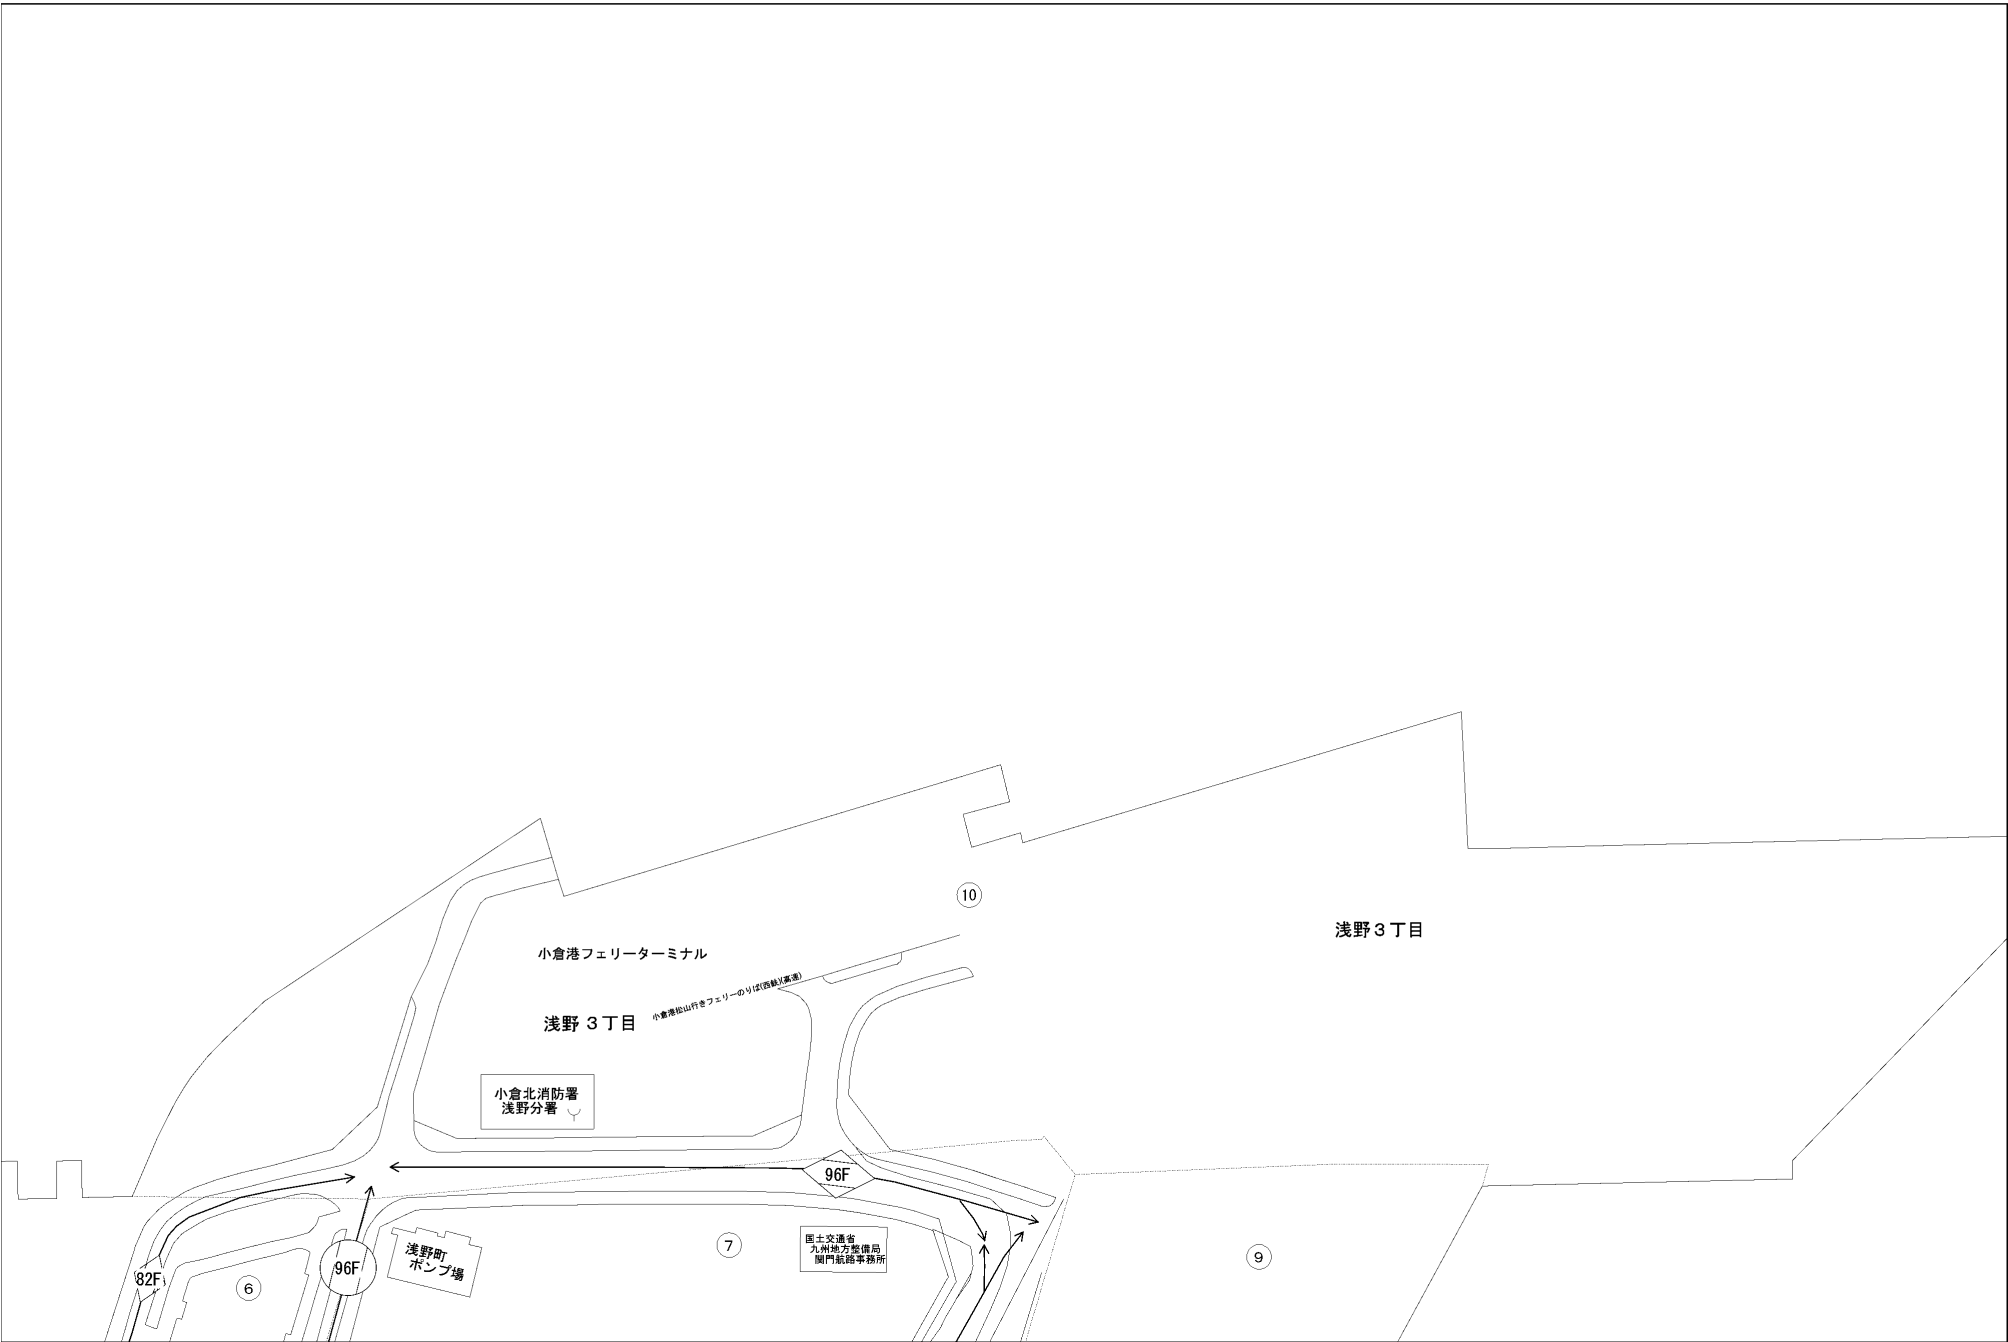 ⑩
浅野３丁目
小倉港フェリーターミナル
小倉港松山行きフェリーのりば(西鉄)(高速)
浅野３丁目
小倉北消防署
浅野分署
96F
国土交通省
九州地方整備局
関門航路事務所
⑦
⑨
浅野町
ポンプ場
96F
82F
⑥